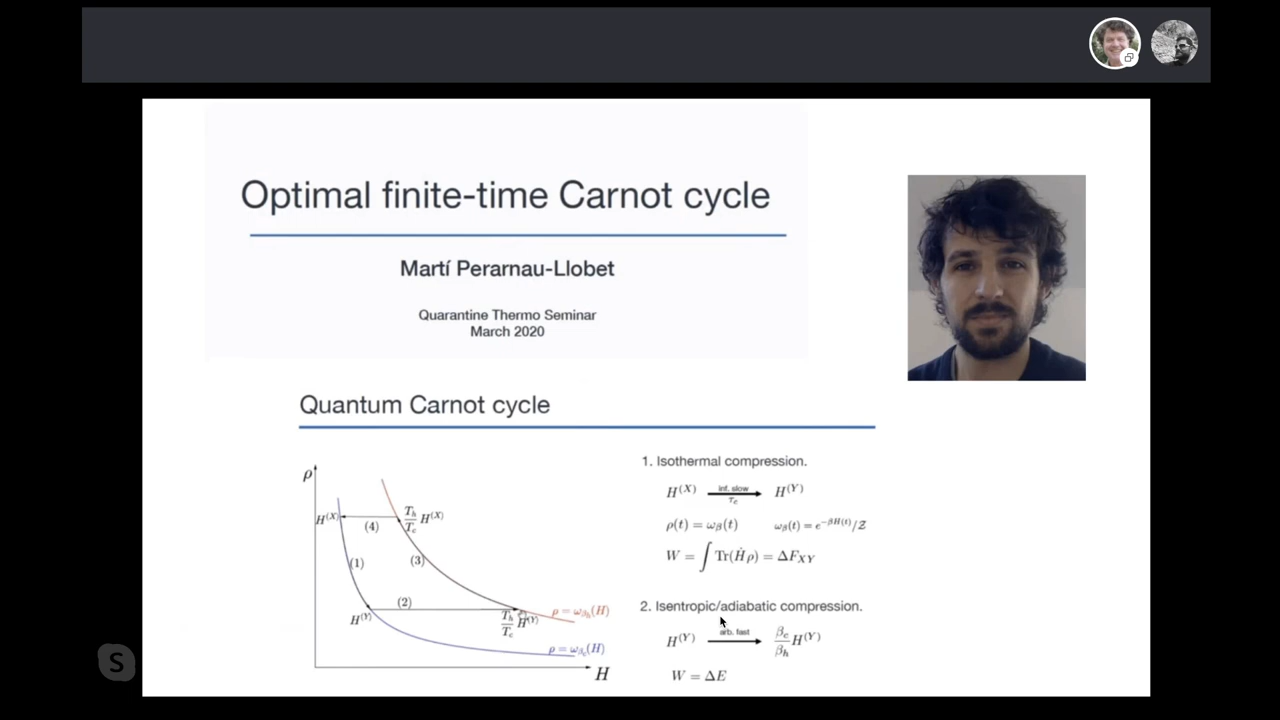 Optimal finite-time Carnot cycle
Martí Perarnau-Llobet
Quarantine Thermo Seminar
March 2020
Quantum Carnot cycle
ρ
H^(X)
(4)
T_h/T_c H^(X)
(1)
(3)
(2)
H^(Y)
T_h/T_c H^(Y)
ρ = ω_βh(H)
ρ = ω_βc(H)
H
1. Isothermal compression.
H^(X) inf. slow τ_c H^(Y)
ρ(t) = ω_β(t) ω_β(t) = e^−βH(t)/Z
W = ∫ Tr(Ḣρ) = ΔF_XY
2. Isentropic/adiabatic compression.
H^(Y) arb. fast β_c/β_h H^(Y)
W = ΔE
S